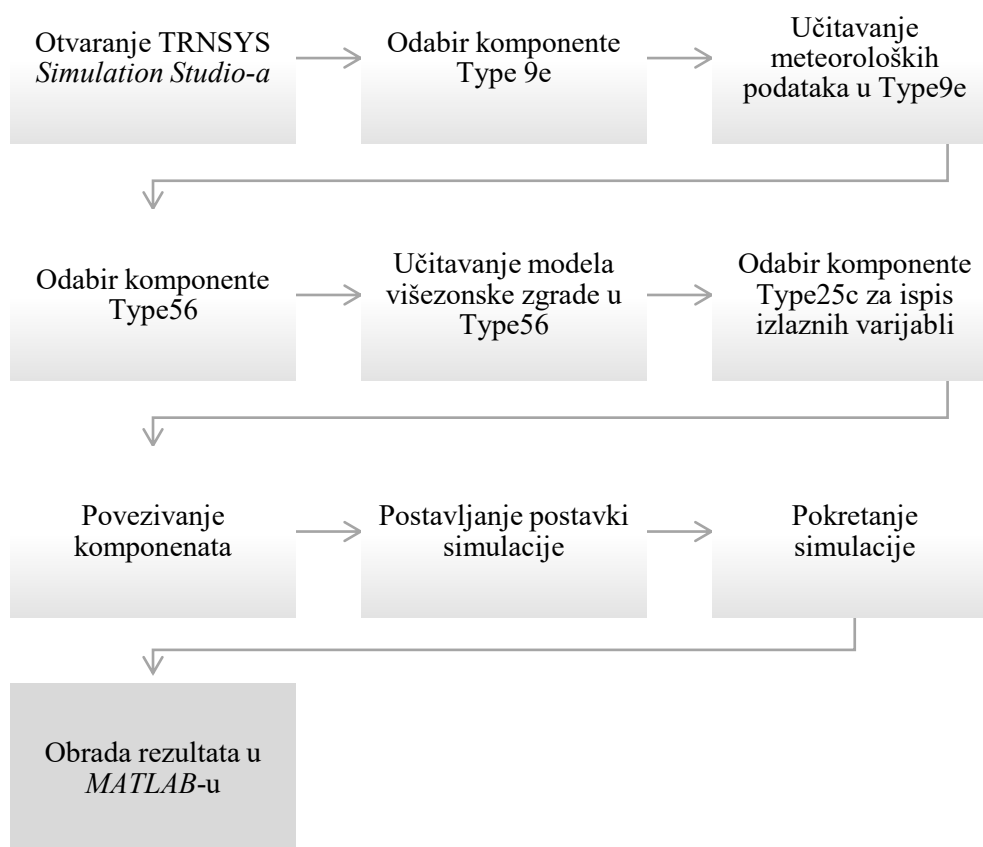 Otvaranje TRNSYS
Simulation Studio-a
Odabir komponente
Type 9e
Učitavanje
meteoroloških
podataka u Type9e
Odabir komponente
Type56
Učitavanje modela
višezonske zgrade u
Type56
Odabir komponente
Type25c za ispis
izlaznih varijabli
Povezivanje
komponenata
Postavljanje postavki
simulacije
Pokretanje
simulacije
Obrada rezultata u
MATLAB-u